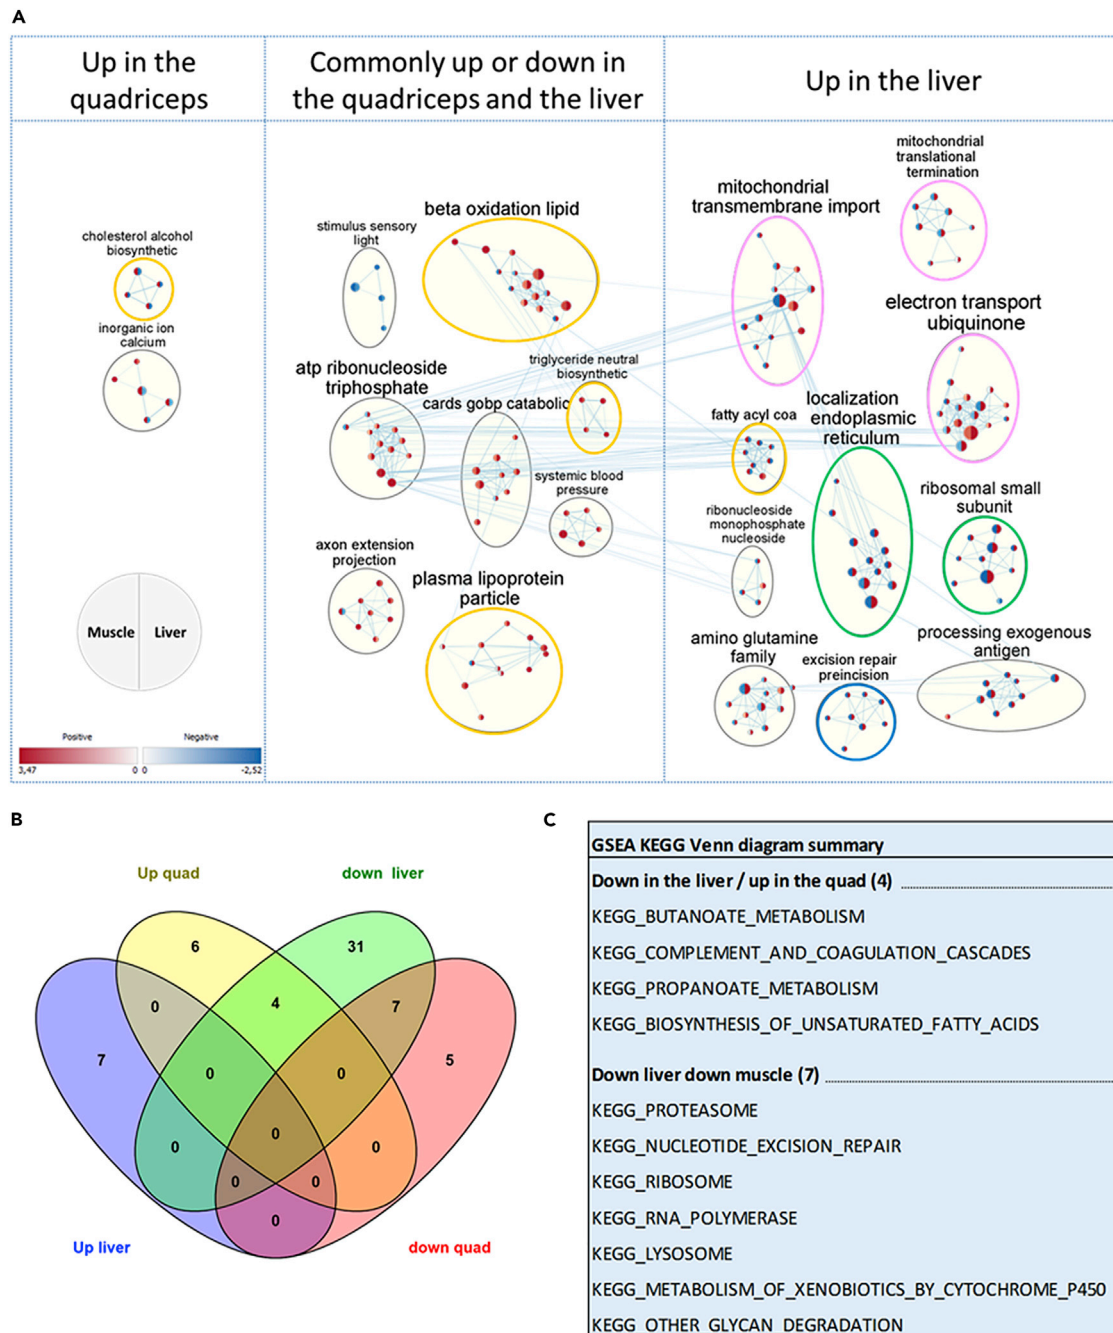 A
Up in the
quadriceps
Commonly up or down in
the quadriceps and the liver
Up in the liver
cholesterol alcohol
biosynthetic
inorganic ion
calcium
Muscle
Liver
Positive
Negative
3,47
0
0
-2,52
stimulus sensory
light
beta oxidation lipid
atp ribonucleoside
triphosphate
triglyceride neutral
biosynthetic
cards gobp catabolic
systemic blood
pressure
axon extension
projection
plasma lipoprotein
particle
mitochondrial
transmembrane import
mitochondrial
translational
termination
electron transport
ubiquinone
fatty acyl coa
localization
endoplasmic
reticulum
ribonucleoside
monophosphate
nucleoside
ribosomal small
subunit
amino glutamine
family
excision repair
preincision
processing exogenous
antigen
B
Up quad
down liver
6
31
0
4
7
7
0
0
5
0
0
0
0
0
0
Up liver
down quad
C
GSEA KEGG Venn diagram summary
Down in the liver / up in the quad (4)
KEGG_BUTANOATE_METABOLISM
KEGG_COMPLEMENT_AND_COAGULATION_CASCADES
KEGG_PROPANOATE_METABOLISM
KEGG_BIOSYNTHESIS_OF_UNSATURATED_FATTY_ACIDS
Down liver down muscle (7)
KEGG_PROTEASOME
KEGG_NUCLEOTIDE_EXCISION_REPAIR
KEGG_RIBOSOME
KEGG_RNA_POLYMERASE
KEGG_LYSOSOME
KEGG_METABOLISM_OF_XENOBIOTICS_BY_CYTOCHROME_P450
KEGG_OTHER_GLYCAN_DEGRADATION